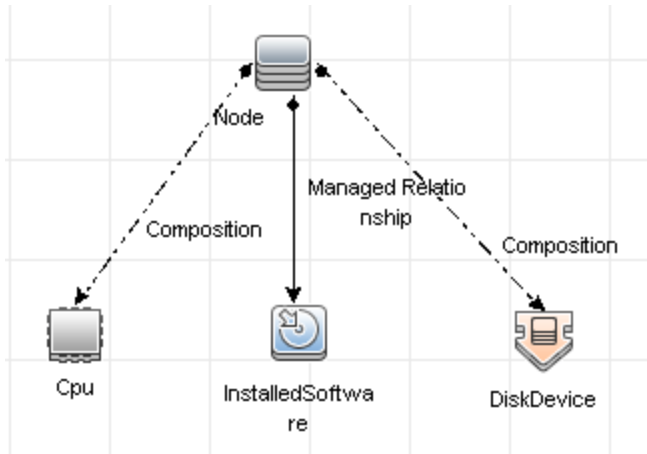 Node
Managed Relatio
nship
Composition
Composition
Cpu
InstalledSoftwa
re
DiskDevice